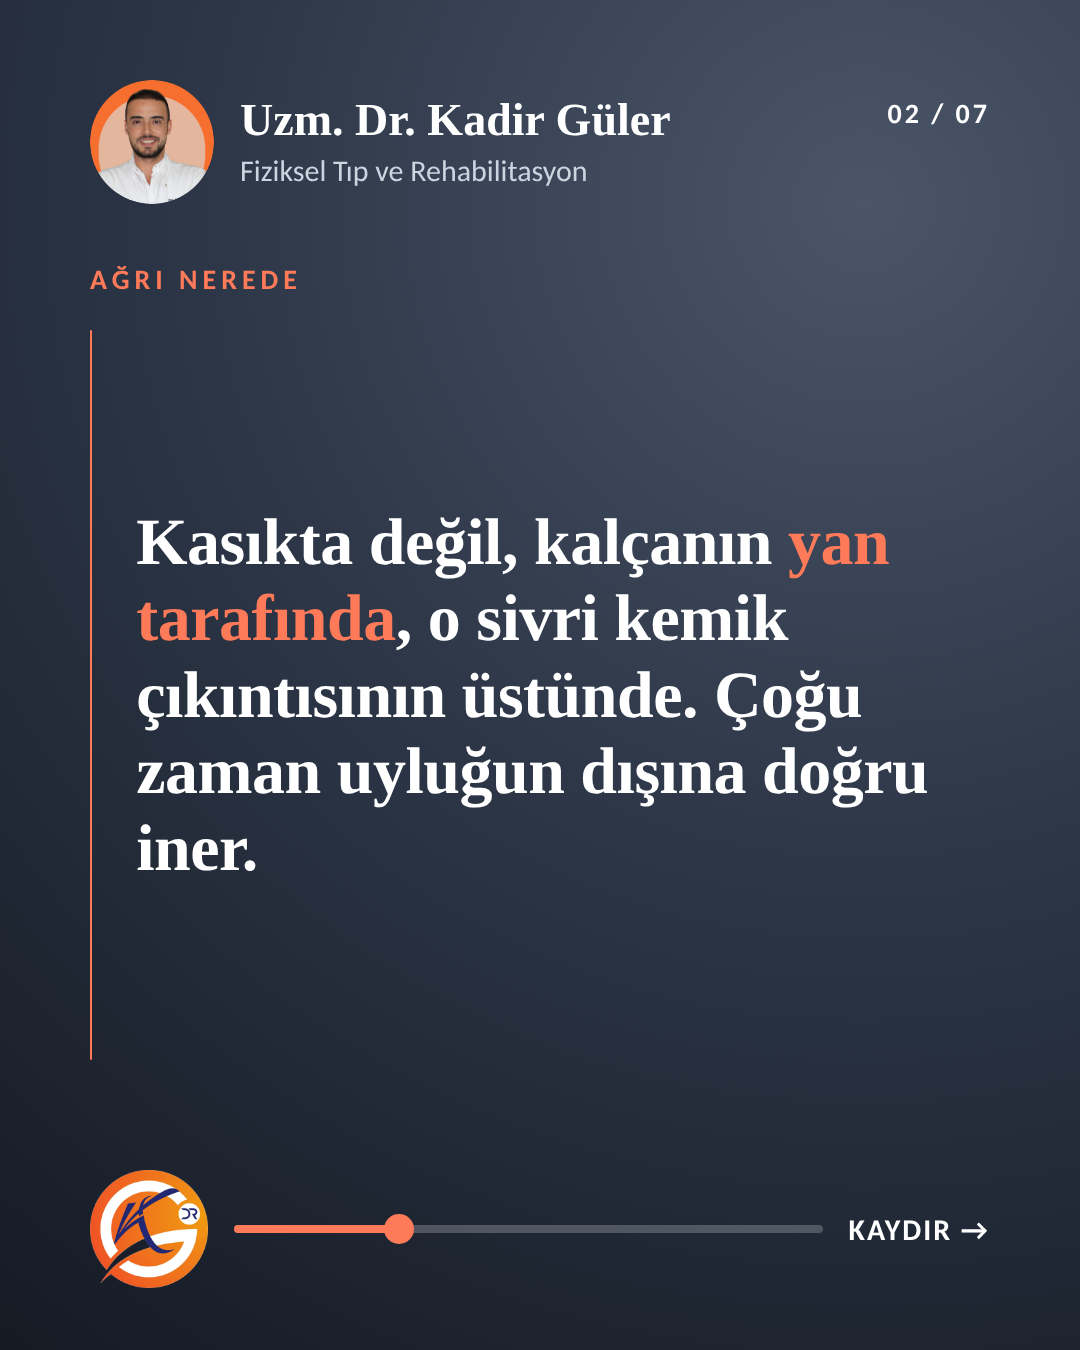 Uzm. Dr. Kadir Güler
02 / 07
Fiziksel Tıp ve Rehabilitasyon
AĞRI NEREDE
Kasıkta değil, kalçanın yan
tarafında, o sivri kemik
çıkıntısının üstünde. Çoğu
zaman uyluğun dışına doğru
iner.
DR
KAYDIR →